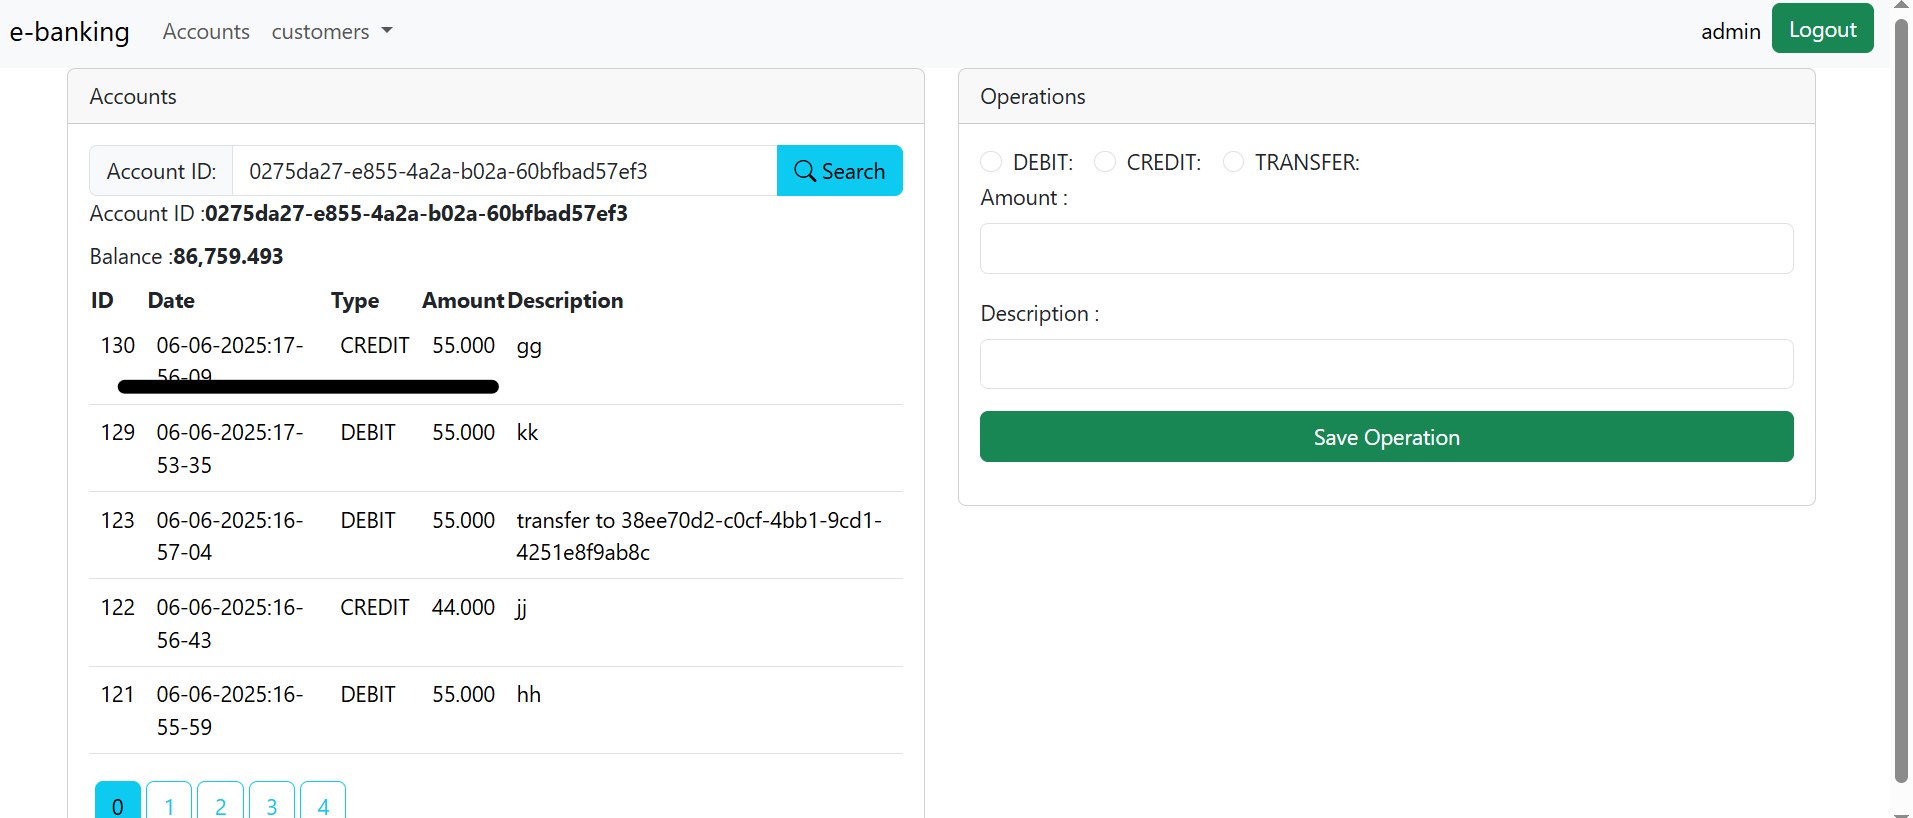 e-banking Accounts customers admin Logout
Accounts
Account ID: 0275da27-e855-4a2a-b02a-60bfbad57ef3 Search
Account ID :0275da27-e855-4a2a-b02a-60bfbad57ef3
Balance :86,759.493
ID Date Type Amount Description
130 06-06-2025:17- CREDIT 55.000 gg
56-09
129 06-06-2025:17- DEBIT 55.000 kk
53-35
123 06-06-2025:16- DEBIT 55.000 transfer to 38ee70d2-c0cf-4bb1-9cd1-
57-04 4251e8f9ab8c
122 06-06-2025:16- CREDIT 44.000 jj
56-43
121 06-06-2025:16- DEBIT 55.000 hh
55-59
0 1 2 3 4
Operations
DEBIT: CREDIT: TRANSFER:
Amount :
Description :
Save Operation